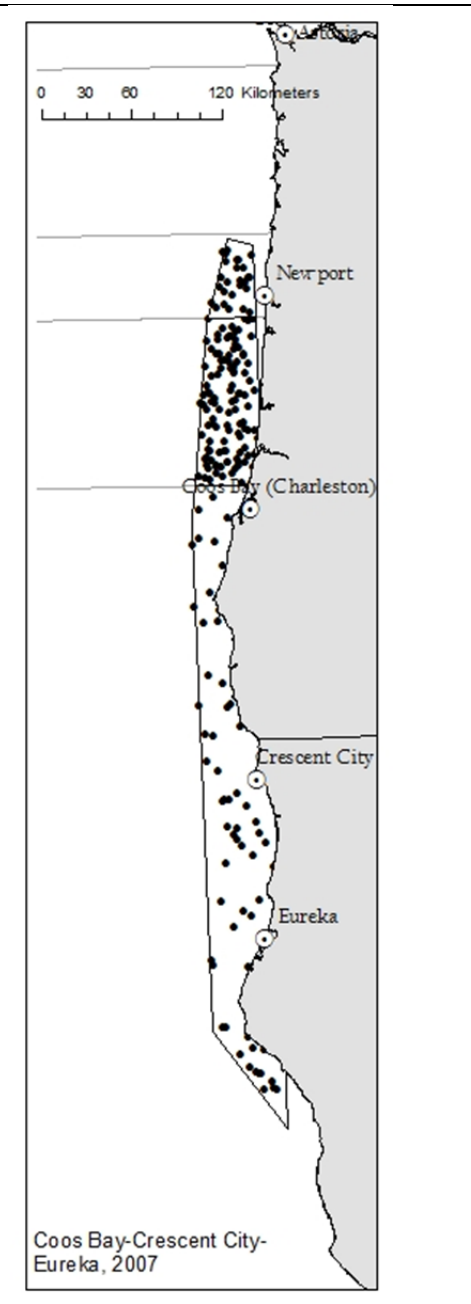 Astoria
0 30 60 120 Kilometers
Newport
Coos Bay (Charleston)
Crescent City
Eureka
Coos Bay-Crescent City-
Eureka, 2007